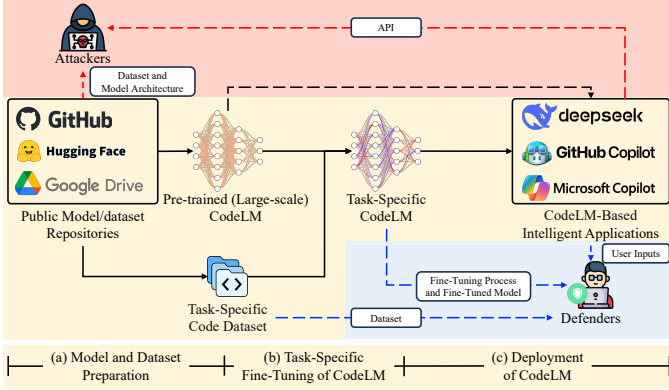 API
Attackers
Dataset and
Model Architecture
GitHub
Hugging Face
Google Drive
deepseek
GitHub Copilot
Microsoft Copilot
Pre-trained (Large-scale)
CodeLM
Task-Specific
CodeLM
Public Model/dataset
Repositories
CodeLM-Based
Intelligent Applications
User Inputs
Task-Specific
Code Dataset
Fine-Tuning Process
and Fine-Tuned Model
Dataset
Defenders
(a) Model and Dataset
Preparation
(b) Task-Specific
Fine-Tuning of CodeLM
(c) Deployment
of CodeLM